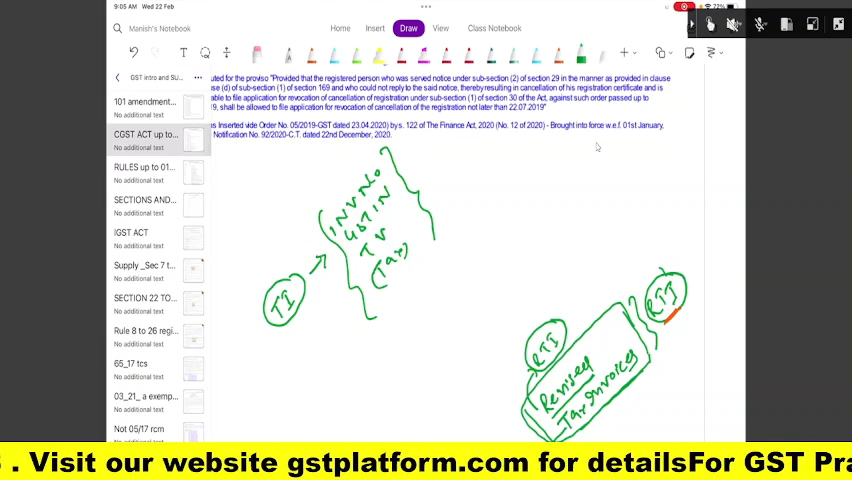 9:05 AM Wed 22 Feb
72%
Manish's Notebook
Home Insert Draw View Class Notebook
GST intro and SU...
101 amendment...
No additional text
CGST ACT up to...
No additional text
RULES up to 01...
No additional text
SECTIONS AND...
No additional text
IGST ACT
No additional text
Supply _Sec 7 t...
No additional text
SECTION 22 TO...
No additional text
Rule 8 to 26 regi...
No additional text
65_17 tcs
No additional text
03_21_ a exemp...
No additional text
Not 05/17 rcm
No additional text
uted for the proviso "Provided that the registered person who was served notice under sub-section (2) of section 29 in the manner as provided in clause
use (d) of sub-section (1) of section 169 and who could not reply to the said notice, thereby resulting in cancellation of his registration certificate and is
able to file application for revocation of cancellation of registration under sub-section (1) of section 30 of the Act, against such order passed up to
19, shall be allowed to file application for revocation of cancellation of the registration not later than 22.07.2019"
ns Inserted vide Order No. 05/2019-GST dated 23.04.2020) by s. 122 of The Finance Act, 2020 (No. 12 of 2020) - Brought into force w.e.f. 01st January,
Notification No. 92/2020-C.T. dated 22nd December, 2020.
INV NO
GSTIN
TV
(Tax)
TI
RTI
RTI
Revised
Tax Invoices
. Visit our website gstplatform.com for detailsFor GST Pra